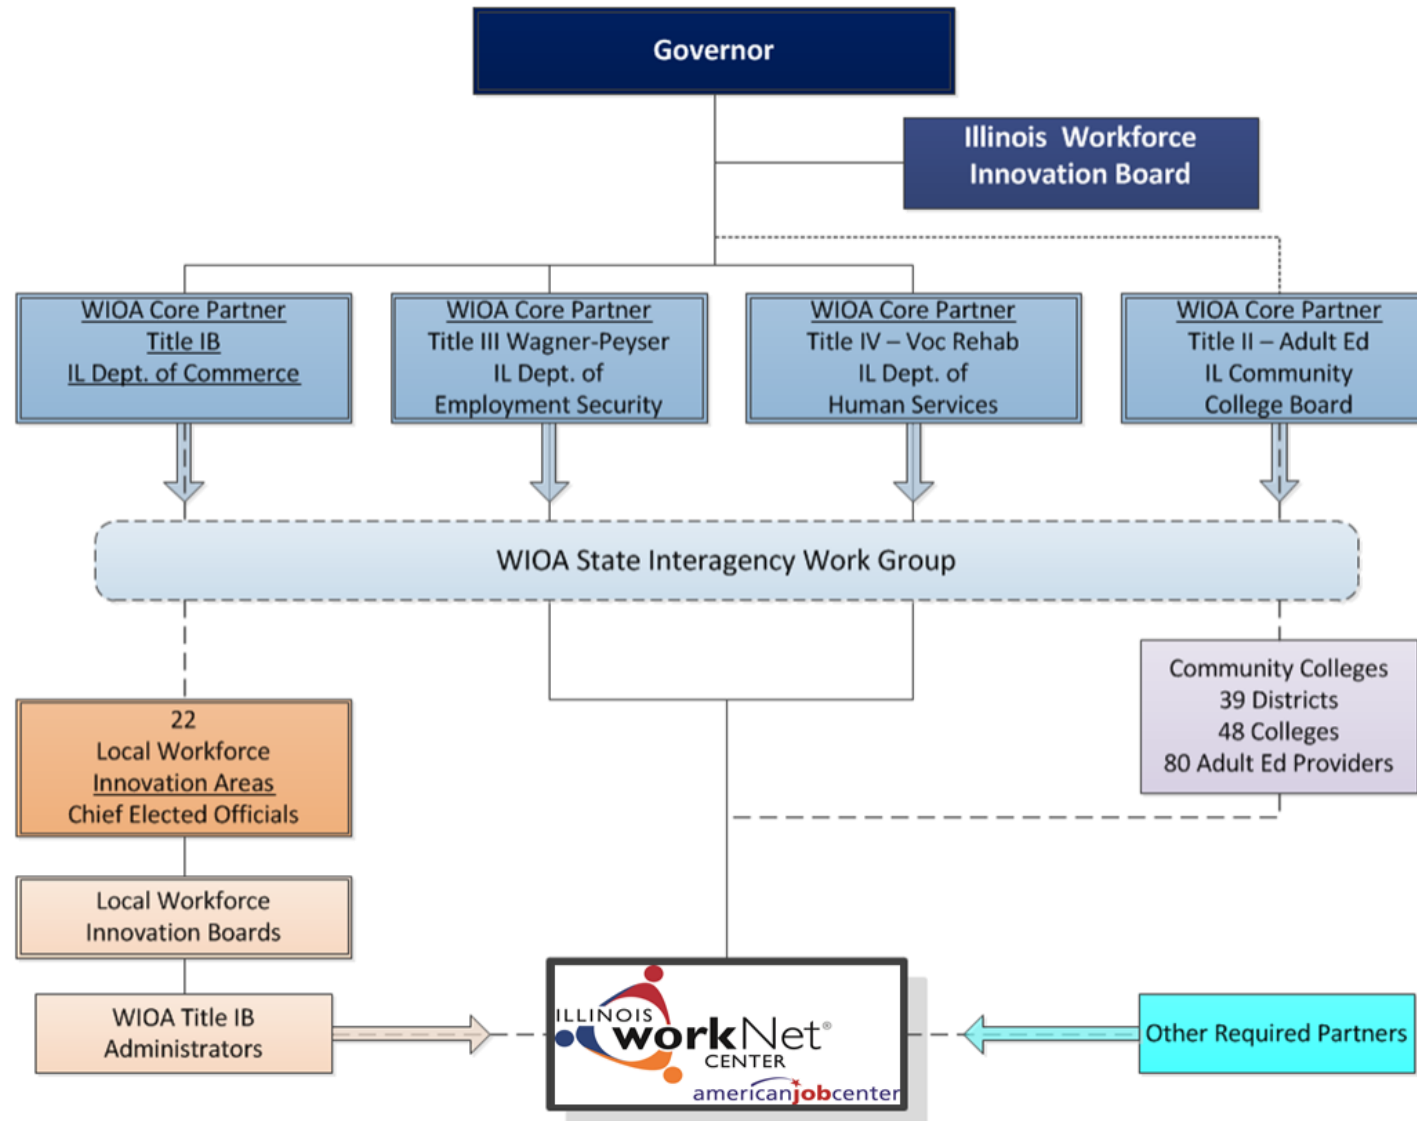 Governor
Illinois Workforce
Innovation Board
WIOA Core Partner
Title IB
IL Dept. of Commerce
WIOA Core Partner
Title III Wagner-Peyser
IL Dept. of
Employment Security
WIOA Core Partner
Title IV – Voc Rehab
IL Dept. of
Human Services
WIOA Core Partner
Title II – Adult Ed
IL Community
College Board
WIOA State Interagency Work Group
22
Local Workforce
Innovation Areas
Chief Elected Officials
Community Colleges
39 Districts
48 Colleges
80 Adult Ed Providers
Local Workforce
Innovation Boards
WIOA Title IB
Administrators
ILLINOIS
workNet®
CENTER
americanjobcenter
Other Required Partners